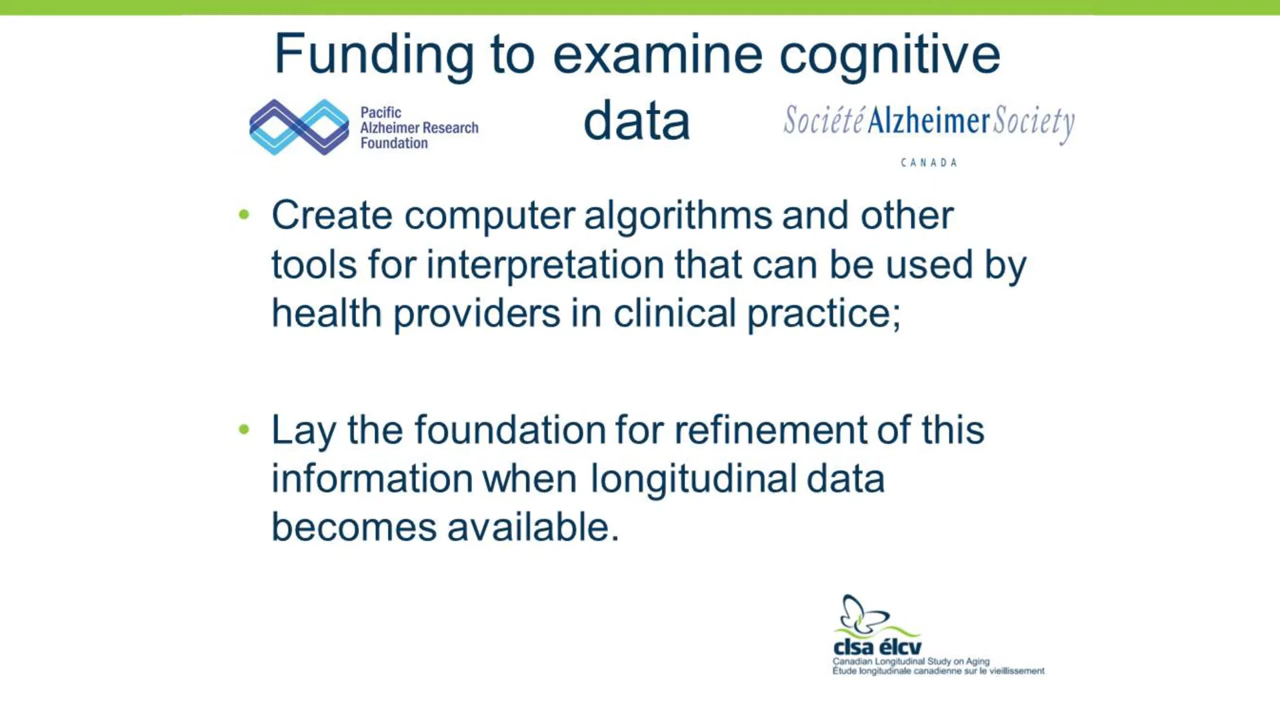 Funding to examine cognitive
data
Pacific
Alzheimer Research
Foundation
Société Alzheimer Society
CANADA
• Create computer algorithms and other
tools for interpretation that can be used by
health providers in clinical practice;
• Lay the foundation for refinement of this
information when longitudinal data
becomes available.
clsa élcv
Canadian Longitudinal Study on Aging
Étude longitudinale canadienne sur le vieillissement